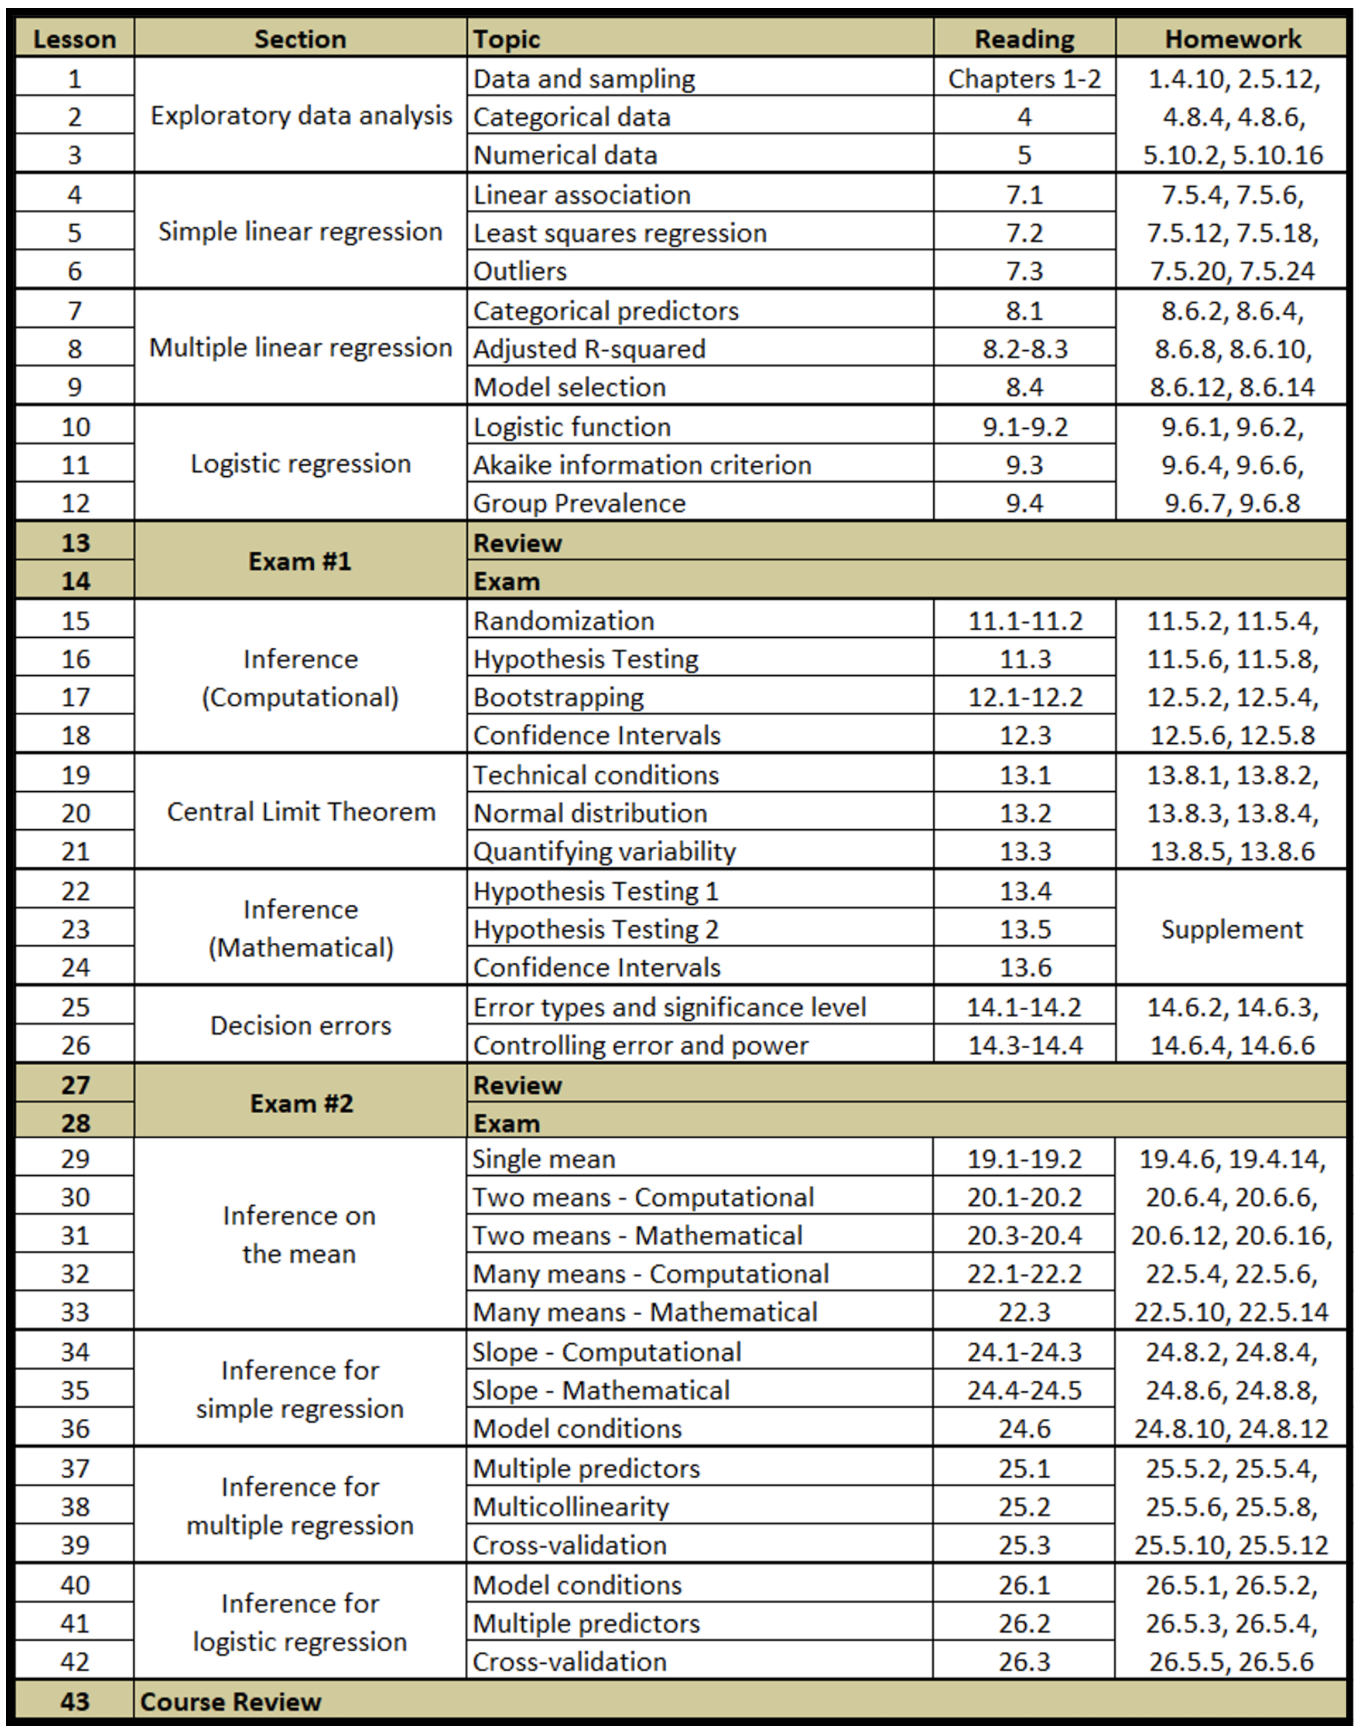 Lesson Section Topic Reading Homework
1 Data and sampling Chapters 1-2 1.4.10, 2.5.12,
2 Exploratory data analysis Categorical data 4 4.8.4, 4.8.6,
3 Numerical data 5 5.10.2, 5.10.16
4 Linear association 7.1 7.5.4, 7.5.6,
5 Simple linear regression Least squares regression 7.2 7.5.12, 7.5.18,
6 Outliers 7.3 7.5.20, 7.5.24
7 Categorical predictors 8.1 8.6.2, 8.6.4,
8 Multiple linear regression Adjusted R-squared 8.2-8.3 8.6.8, 8.6.10,
9 Model selection 8.4 8.6.12, 8.6.14
10 Logistic function 9.1-9.2 9.6.1, 9.6.2,
11 Logistic regression Akaike information criterion 9.3 9.6.4, 9.6.6,
12 Group Prevalence 9.4 9.6.7, 9.6.8
13 Review
Exam #1
14 Exam
15 Randomization 11.1-11.2 11.5.2, 11.5.4,
16 Inference Hypothesis Testing 11.3 11.5.6, 11.5.8,
17 (Computational) Bootstrapping 12.1-12.2 12.5.2, 12.5.4,
18 Confidence Intervals 12.3 12.5.6, 12.5.8
19 Technical conditions 13.1 13.8.1, 13.8.2,
20 Central Limit Theorem Normal distribution 13.2 13.8.3, 13.8.4,
21 Quantifying variability 13.3 13.8.5, 13.8.6
22 Hypothesis Testing 1 13.4
Inference
23 Hypothesis Testing 2 13.5 Supplement
(Mathematical)
24 Confidence Intervals 13.6
25 Error types and significance level 14.1-14.2 14.6.2, 14.6.3,
Decision errors
26 Controlling error and power 14.3-14.4 14.6.4, 14.6.6
27 Review
Exam #2
28 Exam
29 Single mean 19.1-19.2 19.4.6, 19.4.14,
30 Two means - Computational 20.1-20.2 20.6.4, 20.6.6,
Inference on
31 Two means - Mathematical 20.3-20.4 20.6.12, 20.6.16,
the mean
32 Many means - Computational 22.1-22.2 22.5.4, 22.5.6,
33 Many means - Mathematical 22.3 22.5.10, 22.5.14
34 Slope - Computational 24.1-24.3 24.8.2, 24.8.4,
Inference for
35 Slope - Mathematical 24.4-24.5 24.8.6, 24.8.8,
simple regression
36 Model conditions 24.6 24.8.10, 24.8.12
37 Multiple predictors 25.1 25.5.2, 25.5.4,
Inference for
38 Multicollinearity 25.2 25.5.6, 25.5.8,
multiple regression
39 Cross-validation 25.3 25.5.10, 25.5.12
40 Model conditions 26.1 26.5.1, 26.5.2,
Inference for
41 Multiple predictors 26.2 26.5.3, 26.5.4,
logistic regression
42 Cross-validation 26.3 26.5.5, 26.5.6
43 Course Review